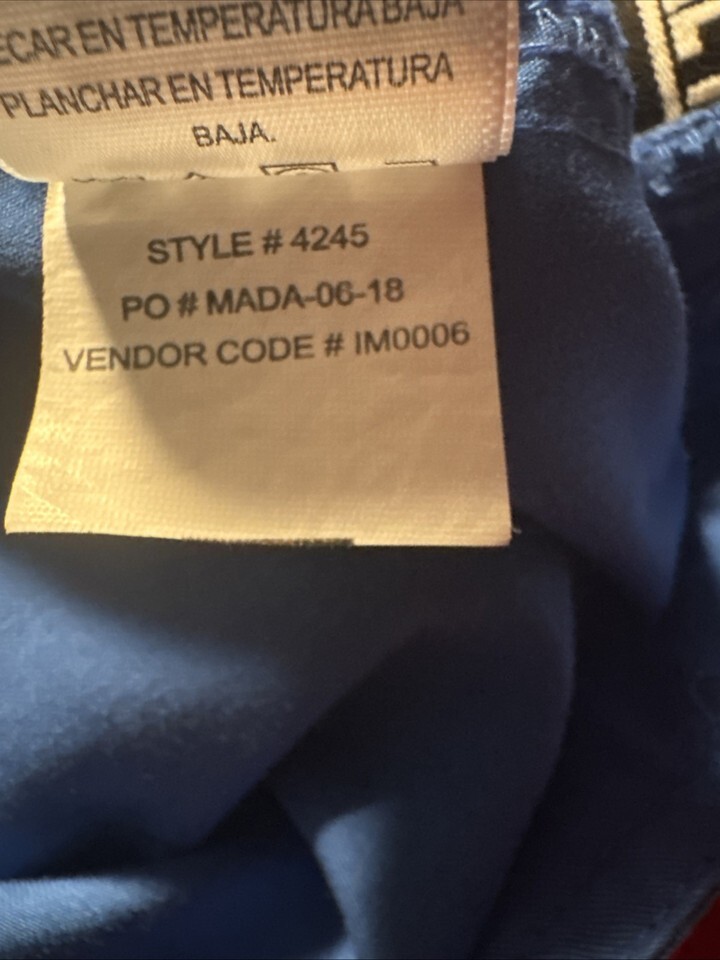 ECAR EN TEMPERATURA BAJA
PLANCHAR EN TEMPERATURA
BAJA.
STYLE # 4245
PO # MADA-06-18
VENDOR CODE # IM0006